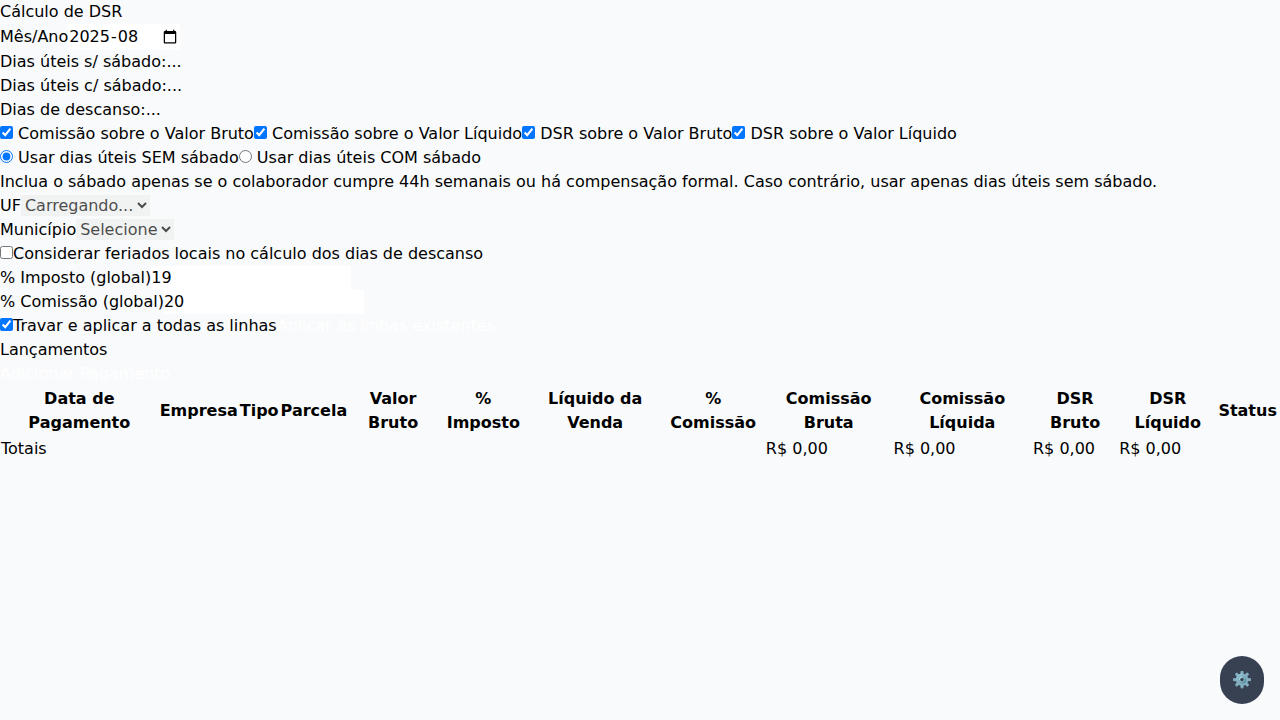 Cálculo de DSR
Mês/Ano 2025-08
Dias úteis s/ sábado:...
Dias úteis c/ sábado:...
Dias de descanso:...
Comissão sobre o Valor Bruto Comissão sobre o Valor Líquido DSR sobre o Valor Bruto DSR sobre o Valor Líquido
Usar dias úteis SEM sábado Usar dias úteis COM sábado
Inclua o sábado apenas se o colaborador cumpre 44h semanais ou há compensação formal. Caso contrário, usar apenas dias úteis sem sábado.
UF Carregando...
Município Selecione
Considerar feriados locais no cálculo dos dias de descanso
% Imposto (global) 19
% Comissão (global) 20
Travar e aplicar a todas as linhas Aplicar às linhas existentes
Lançamentos
Adicionar Pagamento
Data de Pagamento Empresa Tipo Parcela Valor Bruto % Imposto Líquido da Venda % Comissão Comissão Bruta Comissão Líquida DSR Bruto DSR Líquido Status
Totais R$ 0,00 R$ 0,00 R$ 0,00 R$ 0,00